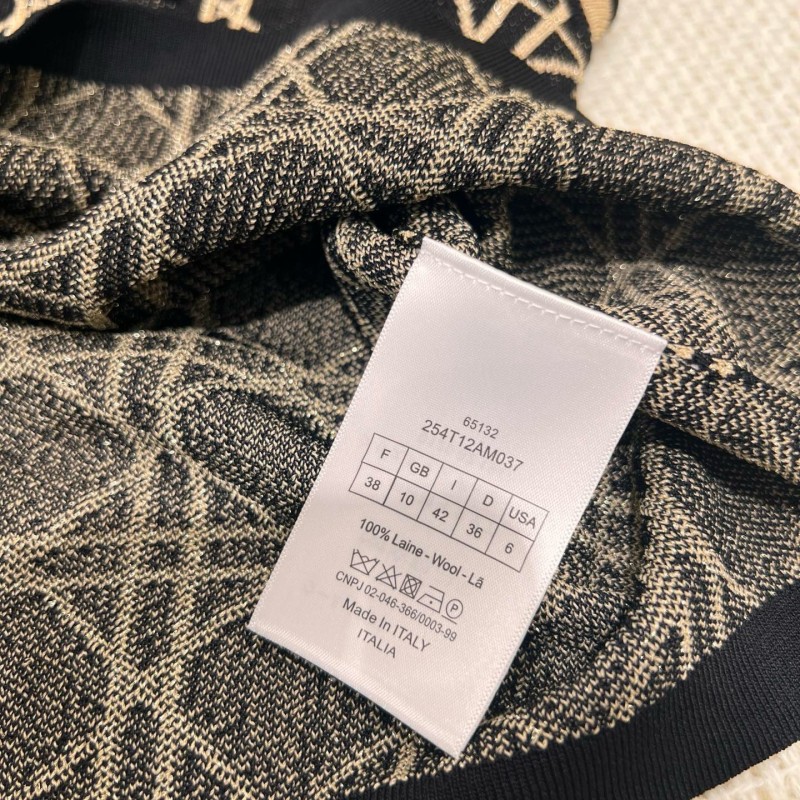 65132
254T12AM037
F GB I D USA
38 10 42 36 6
100% Laine - Wool - Lã
P
CNPJ 02-046-366/0003-99
Made In ITALY
ITALIA